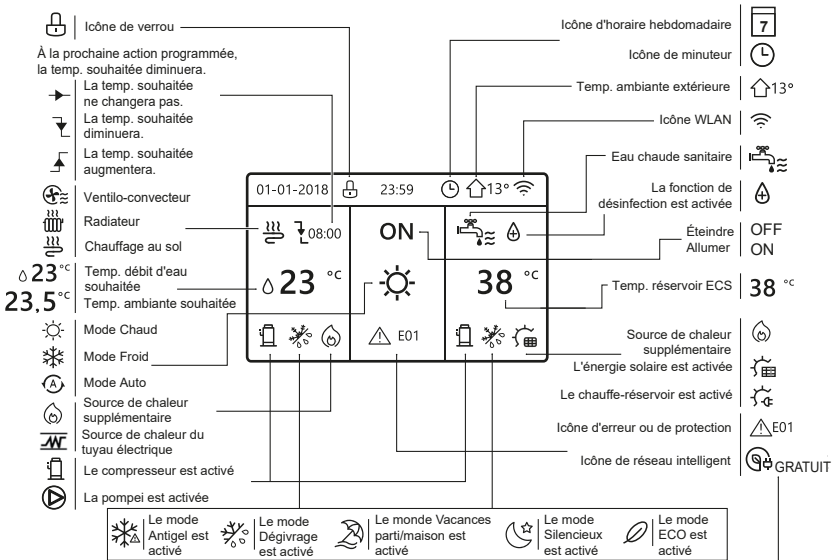 Icône de verrou
À la prochaine action programmée,
la temp. souhaitée diminuera.
La temp. souhaitée
ne changera pas.
La temp. souhaitée
diminuera.
La temp. souhaitée
augmentera.
Ventilo-convecteur
Radiateur
Chauffage au sol
23 °C
Temp. débit d'eau
souhaitée
23,5 °C
Temp. ambiante souhaitée
Mode Chaud
Mode Froid
A
Mode Auto
Source de chaleur
supplémentaire
Source de chaleur du
tuyau électrique
Le compresseur est activé
La pompei est activée
01-01-2018
23:59
13°
08:00
ON
23 °C
38 °C
E01
Icône d'horaire hebdomadaire
7
Icône de minuteur
Temp. ambiante extérieure
13°
Icône WLAN
Eau chaude sanitaire
La fonction de
désinfection est activée
Éteindre
OFF
Allumer
ON
Temp. réservoir ECS
38 °C
Source de chaleur
supplémentaire
L'énergie solaire est activée
Le chauffe-réservoir est activé
Icône d'erreur ou de protection
E01
Icône de réseau intelligent
GRATUIT
Le mode
Antigel est
activé
Le mode
Dégivrage
est activé
Le monde Vacances
parti/maison est
activé
Le mode
Silencieux
est activé
Le mode
ECO est
activé